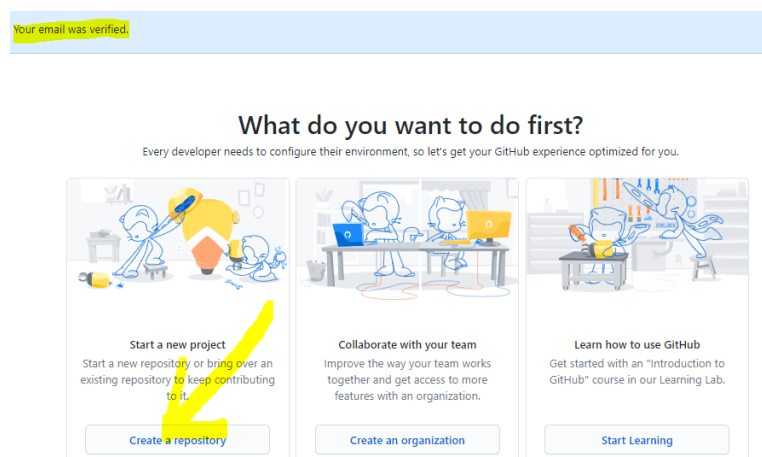 Your email was verified.
What do you want to do first?
Every developer needs to configure their environment, so let's get your GitHub experience optimized for you.
Start a new project
Start a new repository or bring over an
existing repository to keep contributing
to it.
Create a repository
Collaborate with your team
Improve the way your team works
together and get access to more
features with an organization.
Create an organization
Learn how to use GitHub
Get started with an "Introduction to
GitHub" course in our Learning Lab.
Start Learning